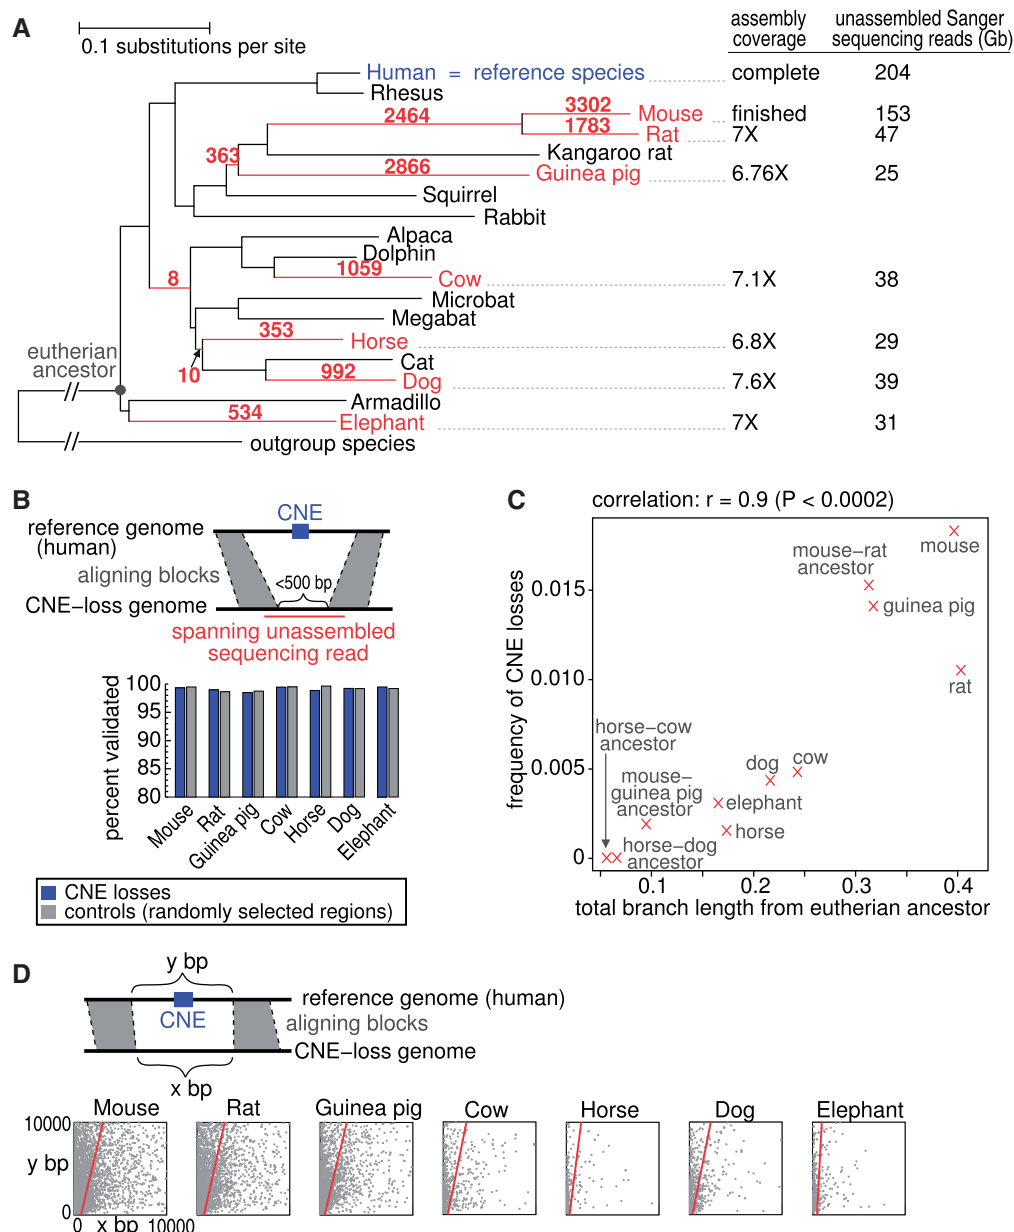 A
0.1 substitutions per site
assembly coverage
unassembled Sanger sequencing reads (Gb)
Human = reference species complete 204
Rhesus
3302
2464 Mouse finished 153
1783 Rat 7X 47
363 Kangaroo rat
2866 Guinea pig 6.76X 25
Squirrel
Rabbit
Alpaca
Dolphin
1059 Cow 7.1X 38
8
Microbat
Megabat
353 Horse 6.8X 29
eutherian ancestor
10
Cat
992 Dog 7.6X 39
Armadillo
534 Elephant 7X 31
outgroup species
B
CNE
reference genome
(human)
aligning blocks
<500 bp
CNE-loss genome
spanning unassembled
sequencing read
percent validated
100
95
90
85
80
Mouse
Rat
Guinea pig
Cow
Horse
Dog
Elephant
CNE losses
controls (randomly selected regions)
C
correlation: r = 0.9 (P < 0.0002)
frequency of CNE losses
0.015
0.010
0.005
0
mouse
mouse-rat
ancestor
guinea pig
rat
horse-cow
ancestor
dog
cow
mouse-
guinea pig
ancestor
elephant
horse
horse-dog
ancestor
0.1 0.2 0.3 0.4
total branch length from eutherian ancestor
D
y bp
reference genome (human)
CNE
aligning blocks
CNE-loss genome
x bp
Mouse Rat Guinea pig Cow Horse Dog Elephant
10000
y bp
0
0 x bp 10000